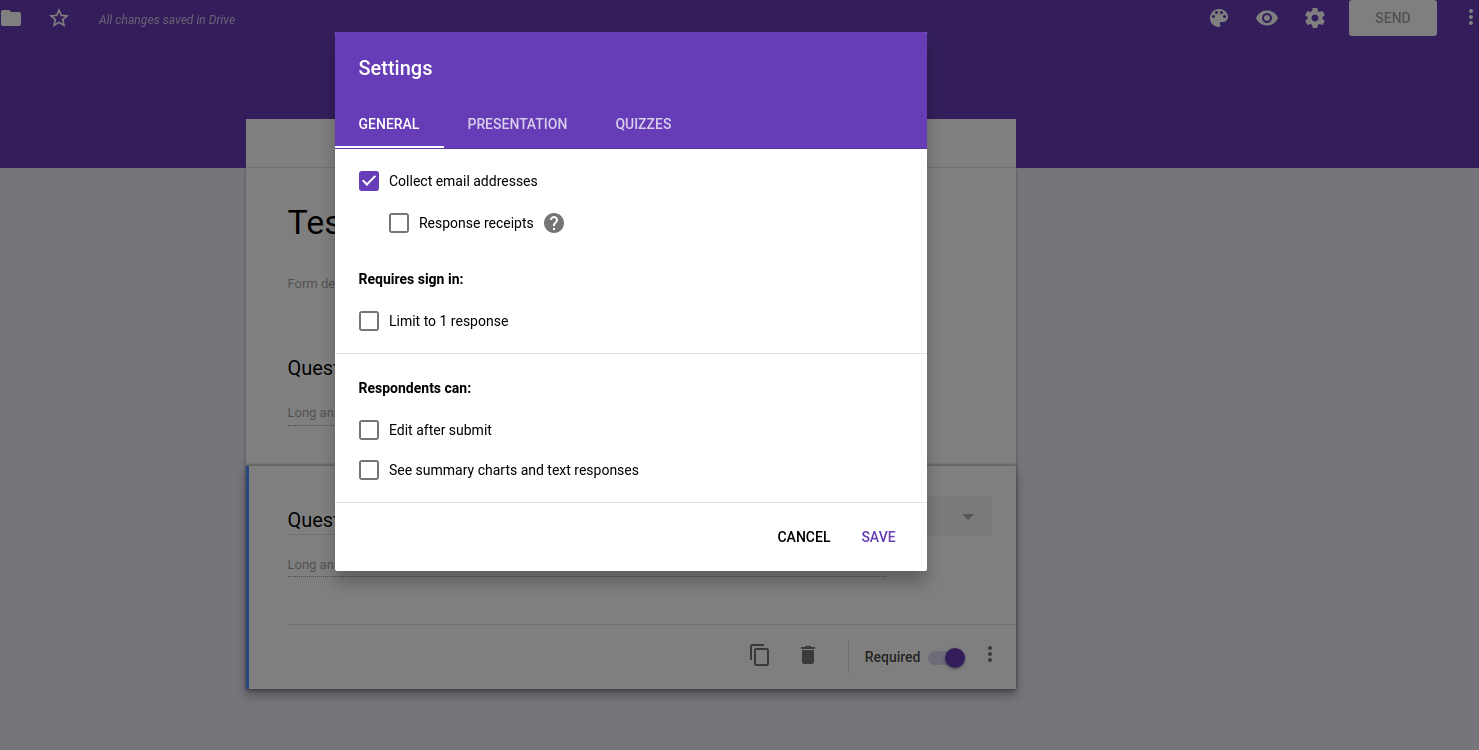 All changes saved in Drive
SEND
Settings
GENERAL PRESENTATION QUIZZES
Collect email addresses
Response receipts ?
Tes
Requires sign in:
Form de
Limit to 1 response
Ques
Respondents can:
Long an
Edit after submit
See summary charts and text responses
Ques
CANCEL SAVE
Long an
Required